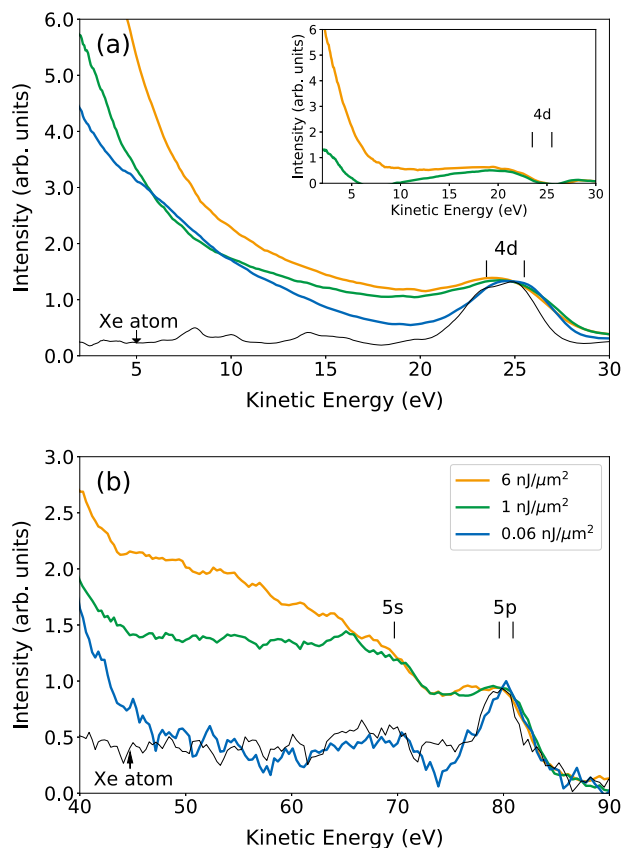 (a)
Intensity (arb. units)
6.0
5.0
4.0
3.0
2.0
1.0
0.0
Xe atom
4d
5
10
15
20
25
30
Kinetic Energy (eV)
Intensity (arb. units)
6
5
4
3
2
1
0
4d
5
10
15
20
25
30
Kinetic Energy (eV)
(b)
Intensity (arb. units)
3.0
2.5
2.0
1.5
1.0
0.5
0.0
6 nJ/μm²
1 nJ/μm²
0.06 nJ/μm²
5s
5p
Xe atom
40
50
60
70
80
90
Kinetic Energy (eV)